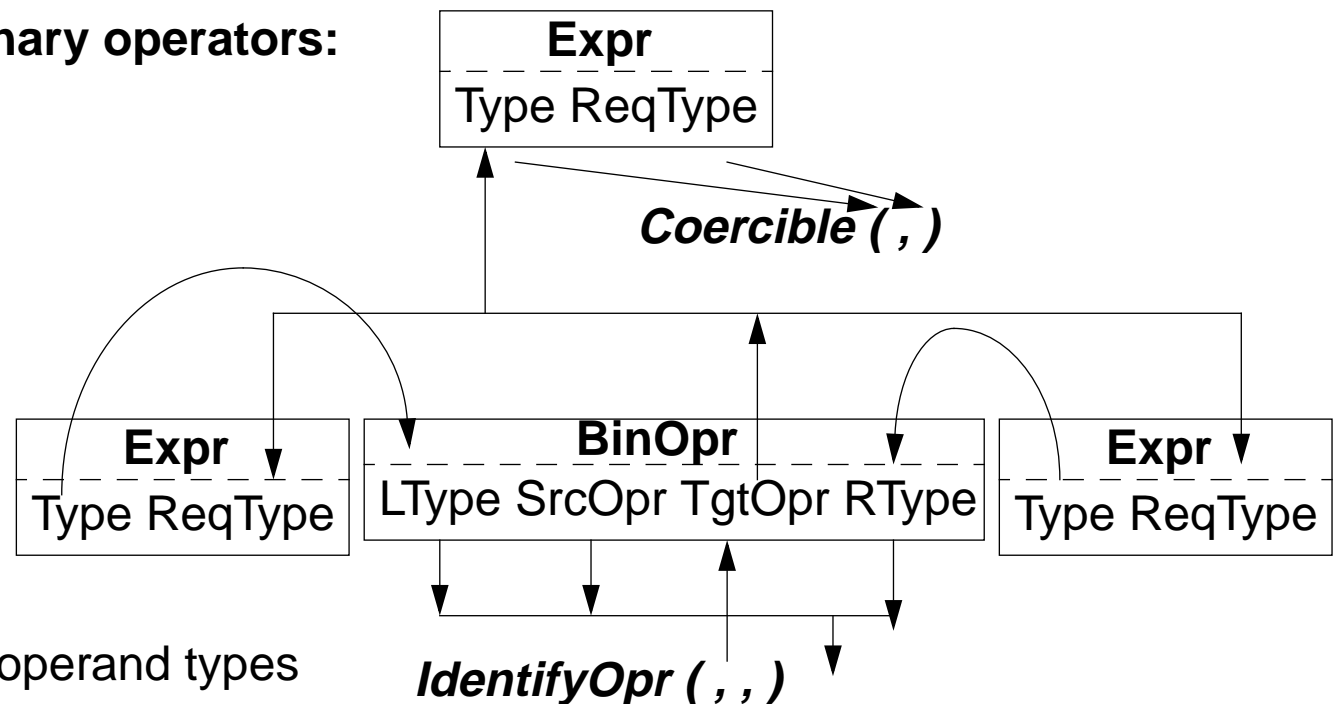 nary operators:
Expr
Type ReqType
Coercible ( , )
Expr
Type ReqType
BinOpr
LType SrcOpr TgtOpr RType
Expr
Type ReqType
operand types
IdentifyOpr ( , , )